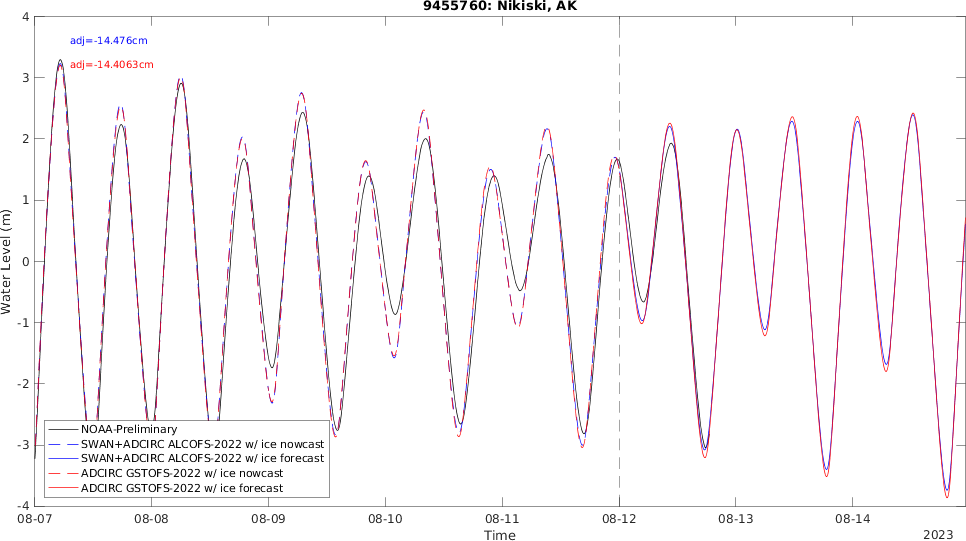 9455760: Nikiski, AK
adj=-14.476cm
adj=-14.4063cm
Water Level (m)
4
3
2
1
0
-1
-2
-3
-4
NOAA-Preliminary
SWAN+ADCIRC ALCOFS-2022 w/ ice nowcast
SWAN+ADCIRC ALCOFS-2022 w/ ice forecast
ADCIRC GSTOFS-2022 w/ ice nowcast
ADCIRC GSTOFS-2022 w/ ice forecast
08-07 08-08 08-09 08-10 08-11 08-12 08-13 08-14
Time
2023